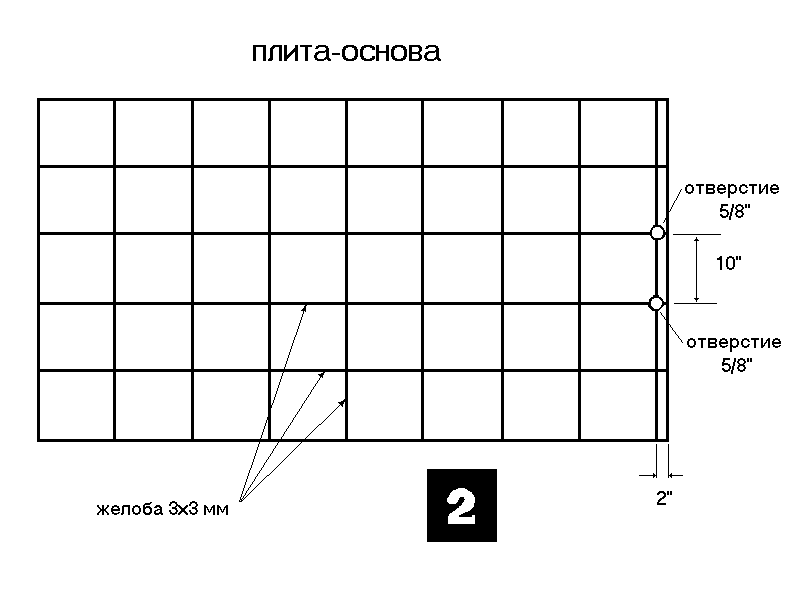 плита-основа
отверстие
5/8"
10"
отверстие
5/8"
желоба 3x3 мм
2
2"